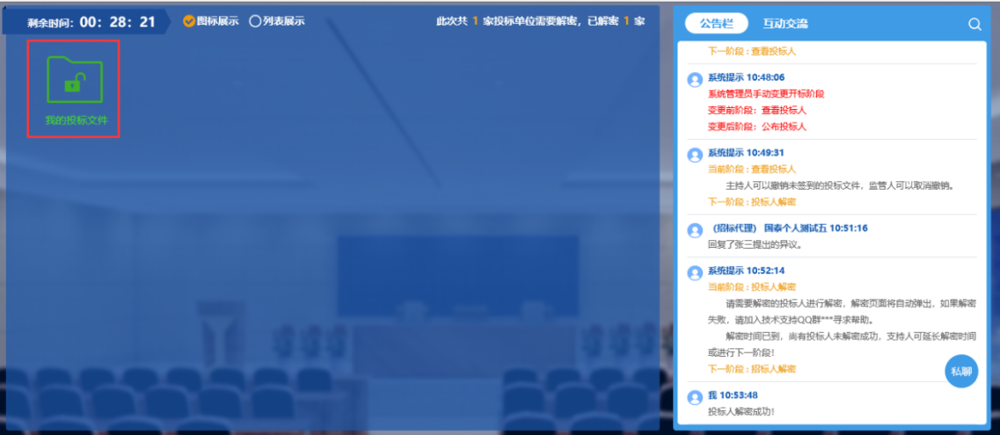 剩余时间：00：28：21
图标展示 列表展示
此次共 1 家投标单位需要解密，已解密 1 家
我的投标文件
公告栏 互动交流
下一阶段：查看投标人
系统提示 10:48:06
系统管理员手动变更开标阶段
变更前阶段：查看投标人
变更后阶段：公布投标人
系统提示 10:49:31
当前阶段：查看投标人
主持人可以撤销未签到的投标文件，监管人可以取消撤销。
下一阶段：投标人解密
（招标代理） 国泰个人测试五 10:51:16
回复了张三提出的异议。
系统提示 10:52:14
当前阶段：投标人解密
请需要解密的投标人进行解密，解密页面将自动弹出，如果解密
失败，请加入技术支持QQ群***寻求帮助。
解密时间已到，尚有投标人未解密成功，支持人可延长解密时间
或进行下一阶段！
下一阶段：招标人解密
私聊
我 10:53:48
投标人解密成功！